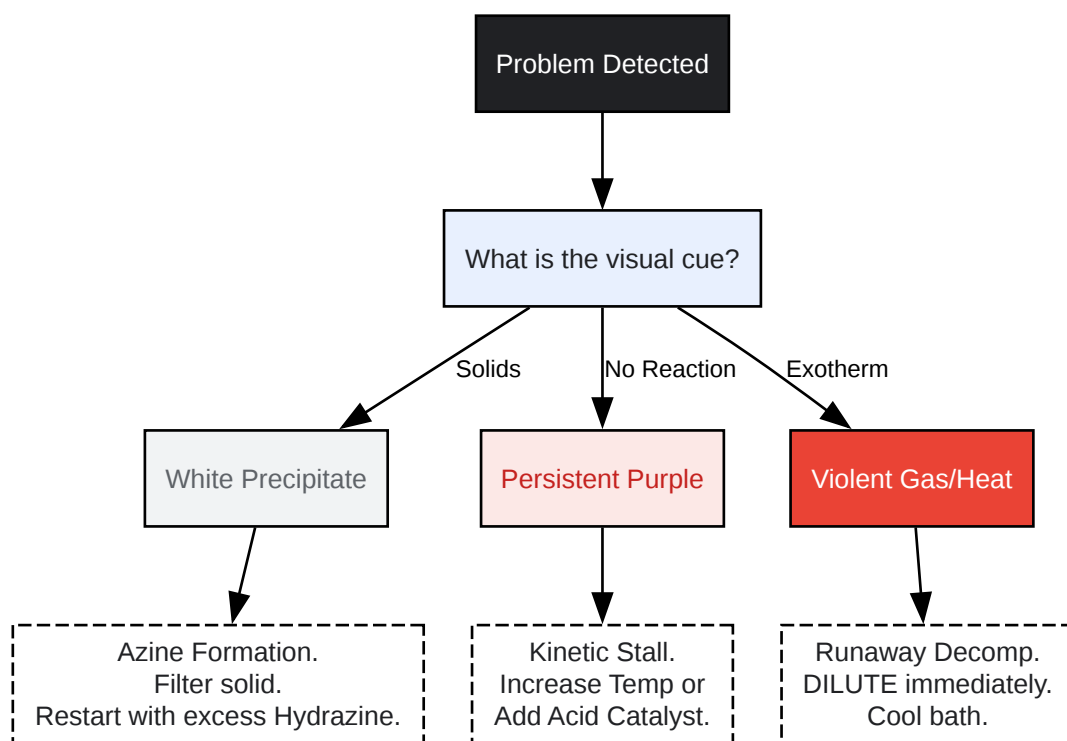 Problem Detected
What is the visual cue?
Solids
No Reaction
Exotherm
White Precipitate
Persistent Purple
Violent Gas/Heat
Azine Formation.
Filter solid.
Restart with excess Hydrazine.
Kinetic Stall.
Increase Temp or
Add Acid Catalyst.
Runaway Decomp.
DILUTE immediately.
Cool bath.